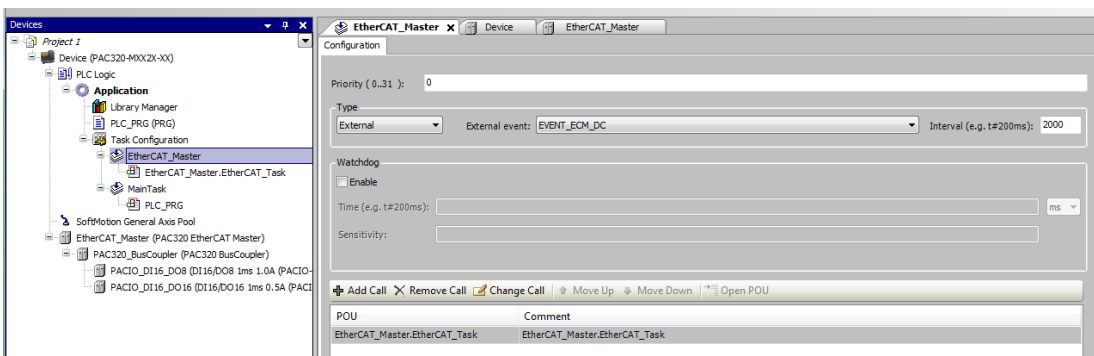 Devices
Project 1
Device (PAC320-MXX2X-XX)
PLC Logic
Application
Library Manager
PLC_PRG (PRG)
Task Configuration
EtherCAT_Master
EtherCAT_Master.EtherCAT_Task
MainTask
PLC_PRG
SoftMotion General Axis Pool
EtherCAT_Master (PAC320 EtherCAT Master)
PAC320_BusCoupler (PAC320 BusCoupler)
PACIO_DI16_DO8 (DI16/DO8 1ms 1.0A (PACIO-
PACIO_DI16_DO16 (DI16/DO16 1ms 0.5A (PACI
EtherCAT_Master Device EtherCAT_Master
Configuration
Priority ( 0..31 ): 0
Type
External External event: EVENT_ECM_DC Interval (e.g. t#200ms): 2000
Watchdog
Enable
Time (e.g. t#200ms): ms
Sensitivity:
Add Call Remove Call Change Call Move Up Move Down Open POU
POU Comment
EtherCAT_Master.EtherCAT_Task EtherCAT_Master.EtherCAT_Task